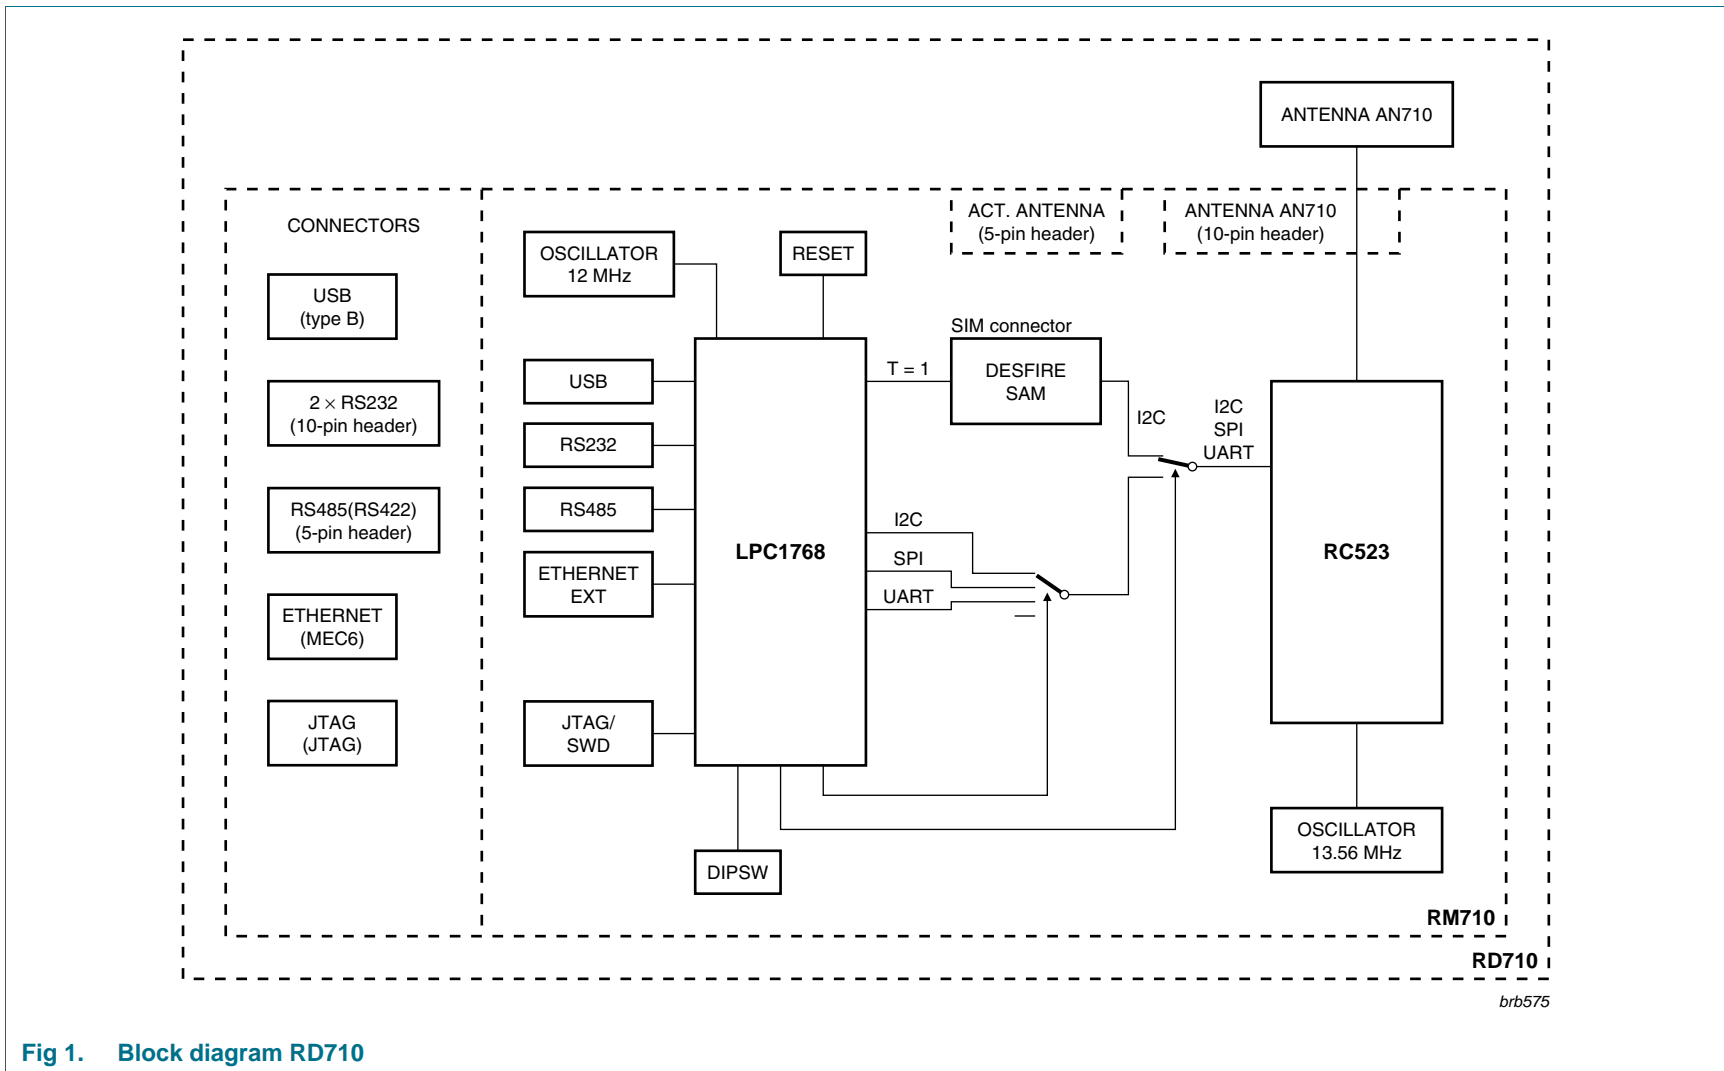 ANTENNA AN710
CONNECTORS
USB
(type B)
2 × RS232
(10-pin header)
RS485(RS422)
(5-pin header)
ETHERNET
(MEC6)
JTAG
(JTAG)
OSCILLATOR
12 MHz
RESET
ACT. ANTENNA
(5-pin header)
ANTENNA AN710
(10-pin header)
USB
RS232
RS485
ETHERNET
EXT
JTAG/
SWD
LPC1768
DIPSW
T = 1
SIM connector
DESFIRE
SAM
I2C
I2C
SPI
UART
I2C
SPI
UART
RC523
OSCILLATOR
13.56 MHz
RM710
RD710
brb575
Fig 1. Block diagram RD710